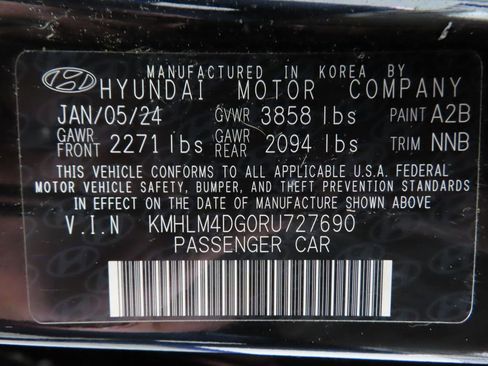 MANUFACTURED IN KOREA BY
HYUNDAI MOTOR COMPANY
JAN/05/24 GVWR 3858 lbs PAINT A2B
GAWR FRONT 2271 lbs GAWR REAR 2094 lbs TRIM NNB
THIS VEHICLE CONFORMS TO ALL APPLICABLE U.S.A. FEDERAL
MOTOR VEHICLE SAFETY, BUMPER, AND THEFT PREVENTION STANDARDS
IN EFFECT ON THE DATE OF MANUFACTURE SHOWN ABOVE
V.I.N KMHLM4DG0RU727690
PASSENGER CAR